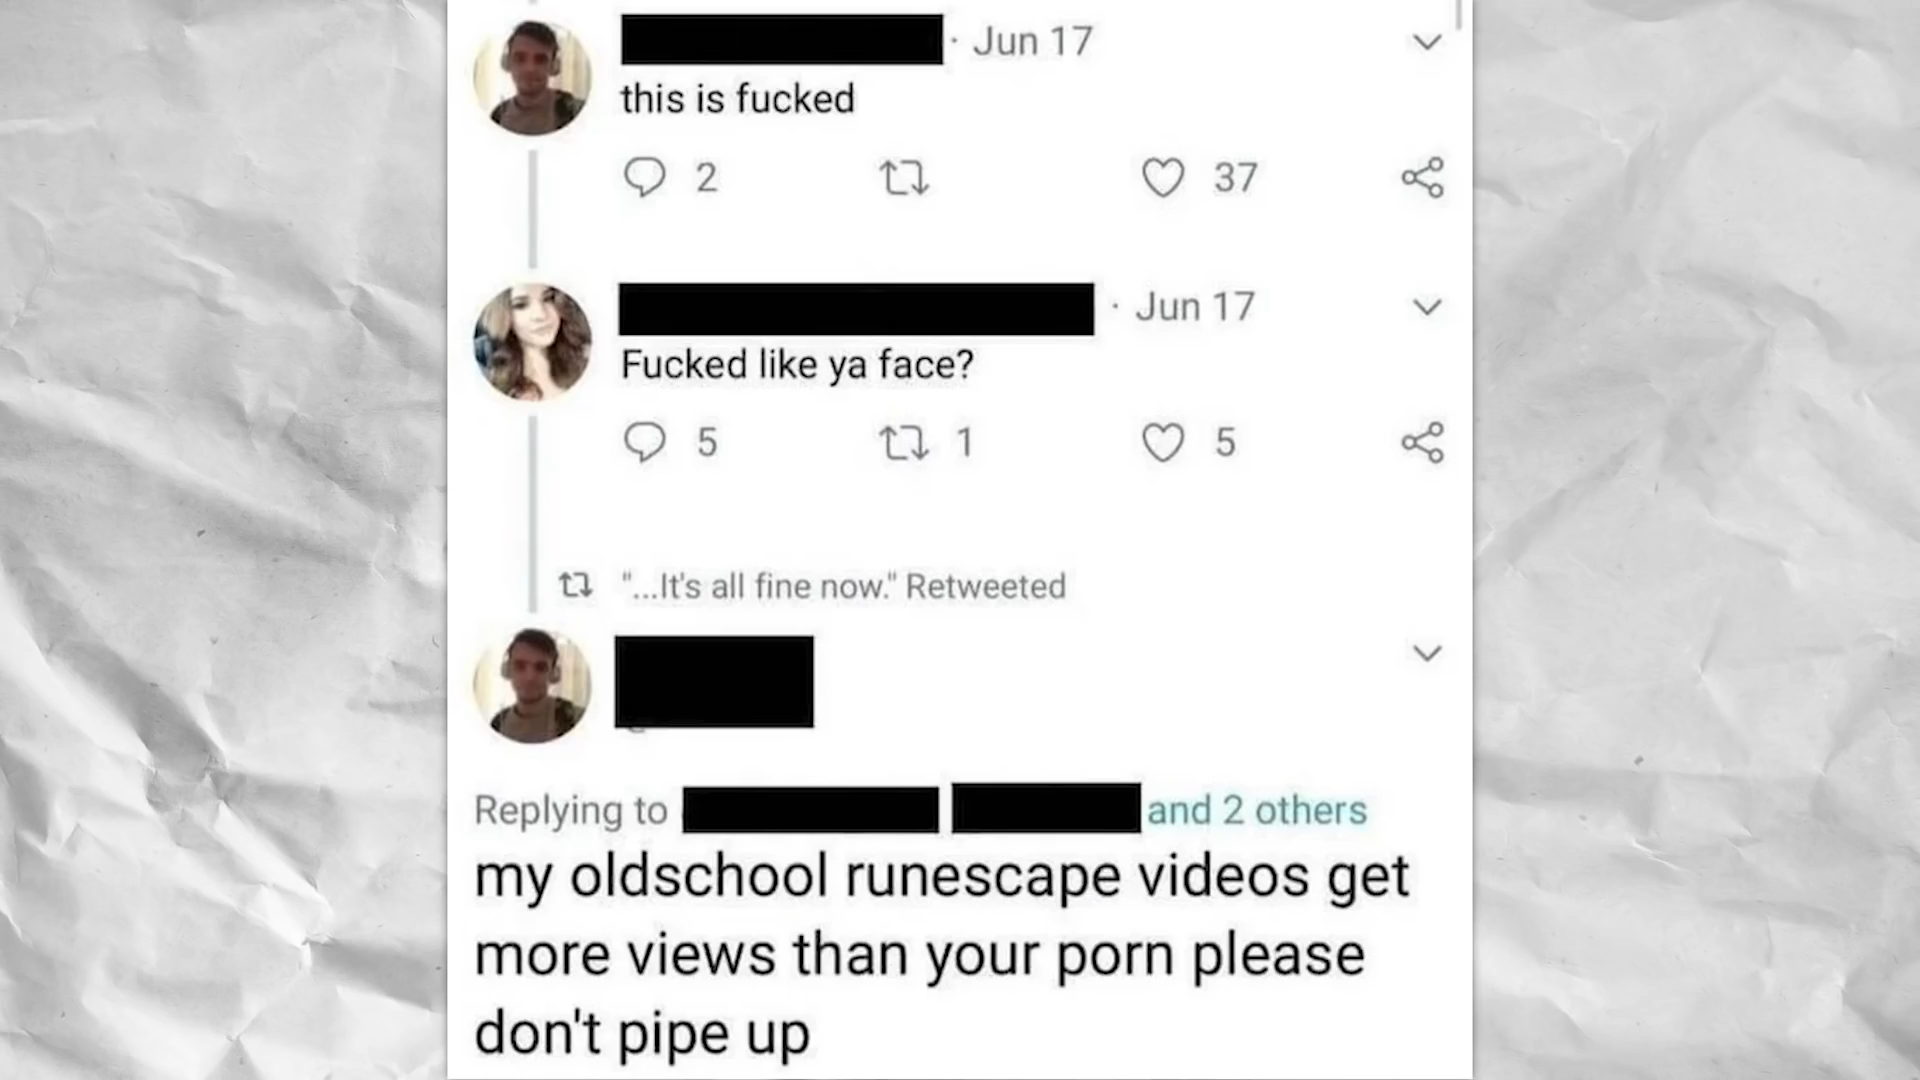 · Jun 17
this is fucked
2 37
· Jun 17
Fucked like ya face?
5 1 5
"...It's all fine now." Retweeted
Replying to and 2 others
my oldschool runescape videos get
more views than your porn please
don't pipe up